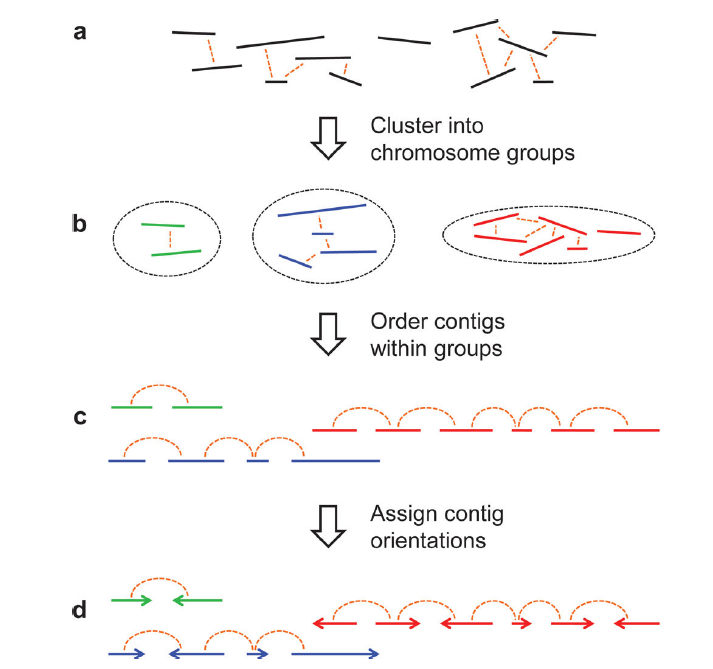 a
Cluster into
chromosome groups
b
Order contigs
within groups
c
Assign contig
orientations
d